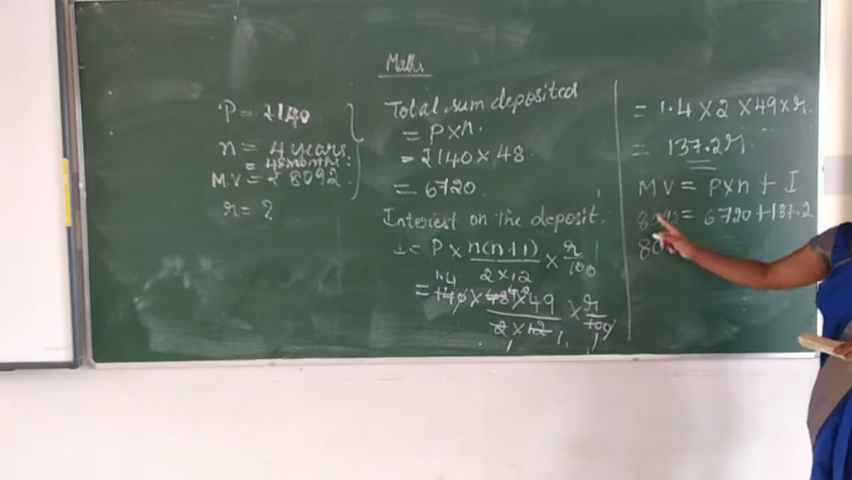 Maths
P = ₹140
n = 4 years
= 48 months
MV = ₹ 8092
r = ?
Total sum deposited
= P×n.
= ₹140 × 48
= 6720
Interest on the deposit.
I = P × n(n+1) / 2×12 × r/100
= 140 × 48 × 49 / 2 × 12 × r/100
= 1.4 × 2 × 49 × r
= 137.2r
MV = P×n + I
= 6720 + 137.2